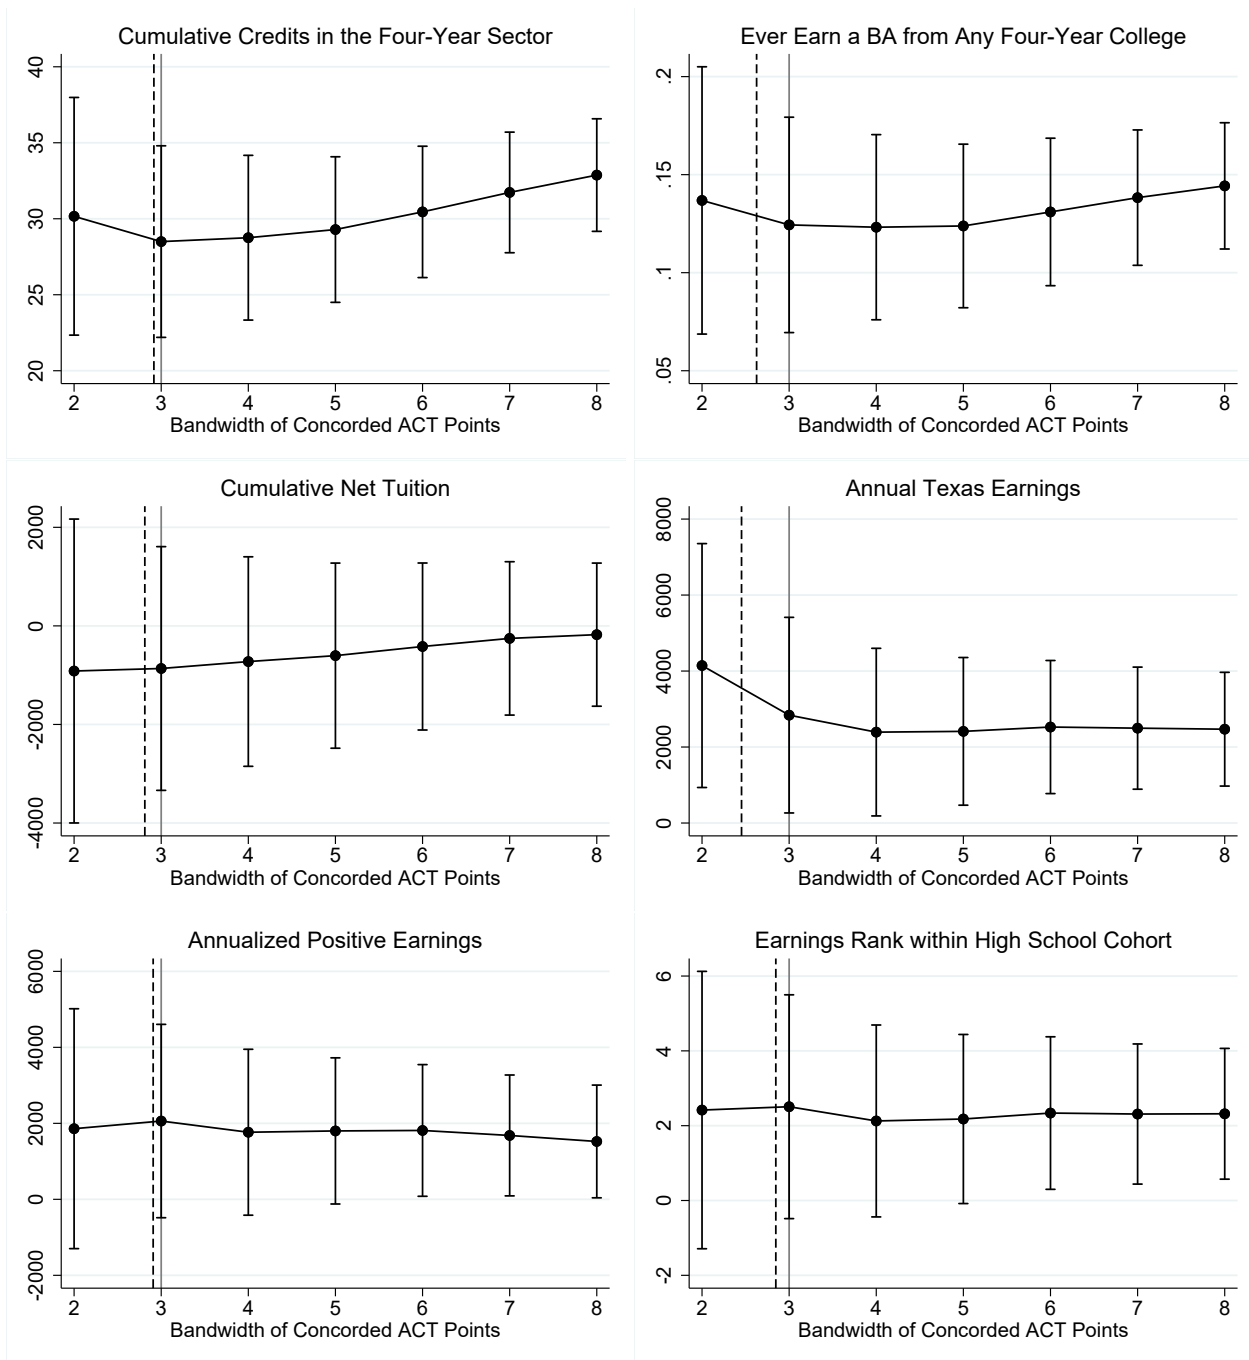 Cumulative Credits in the Four-Year Sector
40
35
30
25
20
2 3 4 5 6 7 8
Bandwidth of Concorded ACT Points
Ever Earn a BA from Any Four-Year College
.2
.15
.1
.05
2 3 4 5 6 7 8
Bandwidth of Concorded ACT Points
Cumulative Net Tuition
2000
0
-2000
-4000
2 3 4 5 6 7 8
Bandwidth of Concorded ACT Points
Annual Texas Earnings
8000
6000
4000
2000
0
2 3 4 5 6 7 8
Bandwidth of Concorded ACT Points
Annualized Positive Earnings
6000
4000
2000
0
-2000
2 3 4 5 6 7 8
Bandwidth of Concorded ACT Points
Earnings Rank within High School Cohort
6
4
2
0
-2
2 3 4 5 6 7 8
Bandwidth of Concorded ACT Points